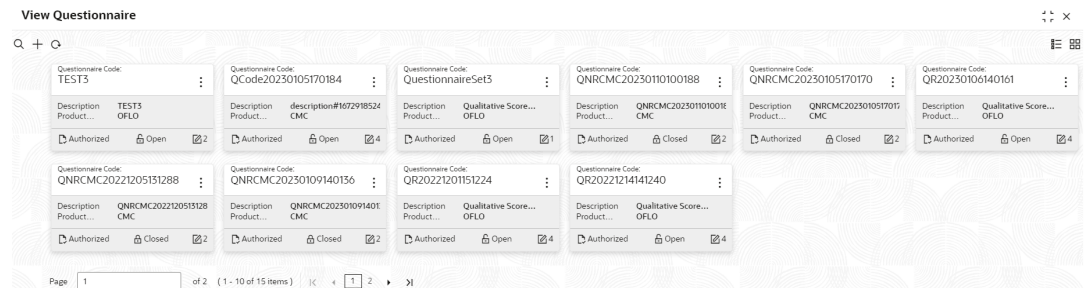 View Questionnaire
Questionnaire Code:
TEST3
Description TEST3
Product... OFLO
Authorized Open 2
Questionnaire Code:
QCode20230105170184
Description description#1672918524
Product... CMC
Authorized Open 4
Questionnaire Code:
QuestionnaireSet3
Description Qualitative Score...
Product... OFLO
Authorized Open 1
Questionnaire Code:
QNRCMC20230110100188
Description QNRCMC2023011010018
Product... CMC
Authorized Closed 2
Questionnaire Code:
QNRCMC20230105170170
Description QNRCMC2023010517017
Product... CMC
Authorized Closed 2
Questionnaire Code:
QR20230106140161
Description Qualitative Score...
Product... OFLO
Authorized Open 4
Questionnaire Code:
QNRCMC20221205131288
Description QNRCMC2022120513128
Product... CMC
Authorized Closed 2
Questionnaire Code:
QNRCMC20230109140136
Description QNRCMC2023010914013
Product... CMC
Authorized Closed 2
Questionnaire Code:
QR20221201151224
Description Qualitative Score...
Product... OFLO
Authorized Open 4
Questionnaire Code:
QR20221214141240
Description Qualitative Score...
Product... OFLO
Authorized Open 4
Page 1 of 2 (1 - 10 of 15 items) 1 2